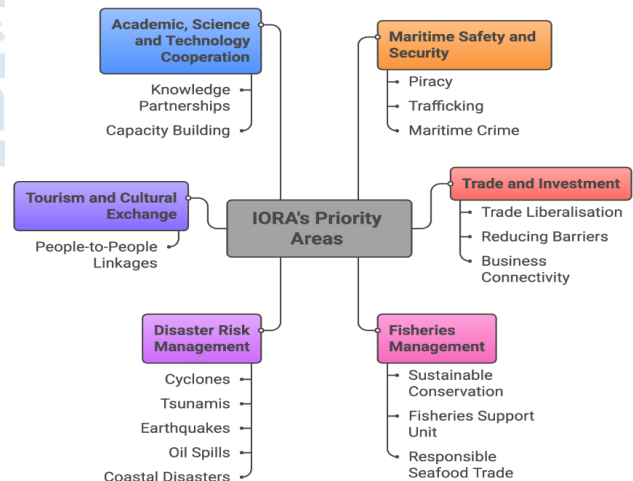 Academic, Science
and Technology
Cooperation
Knowledge
Partnerships
Capacity Building
Maritime Safety and
Security
Piracy
Trafficking
Maritime Crime
Tourism and Cultural
Exchange
People-to-People
Linkages
IORA's Priority
Areas
Trade and Investment
Trade Liberalisation
Reducing Barriers
Business
Connectivity
Disaster Risk
Management
Cyclones
Tsunamis
Earthquakes
Oil Spills
Coastal Disasters
Fisheries
Management
Sustainable
Conservation
Fisheries Support
Unit
Responsible
Seafood Trade